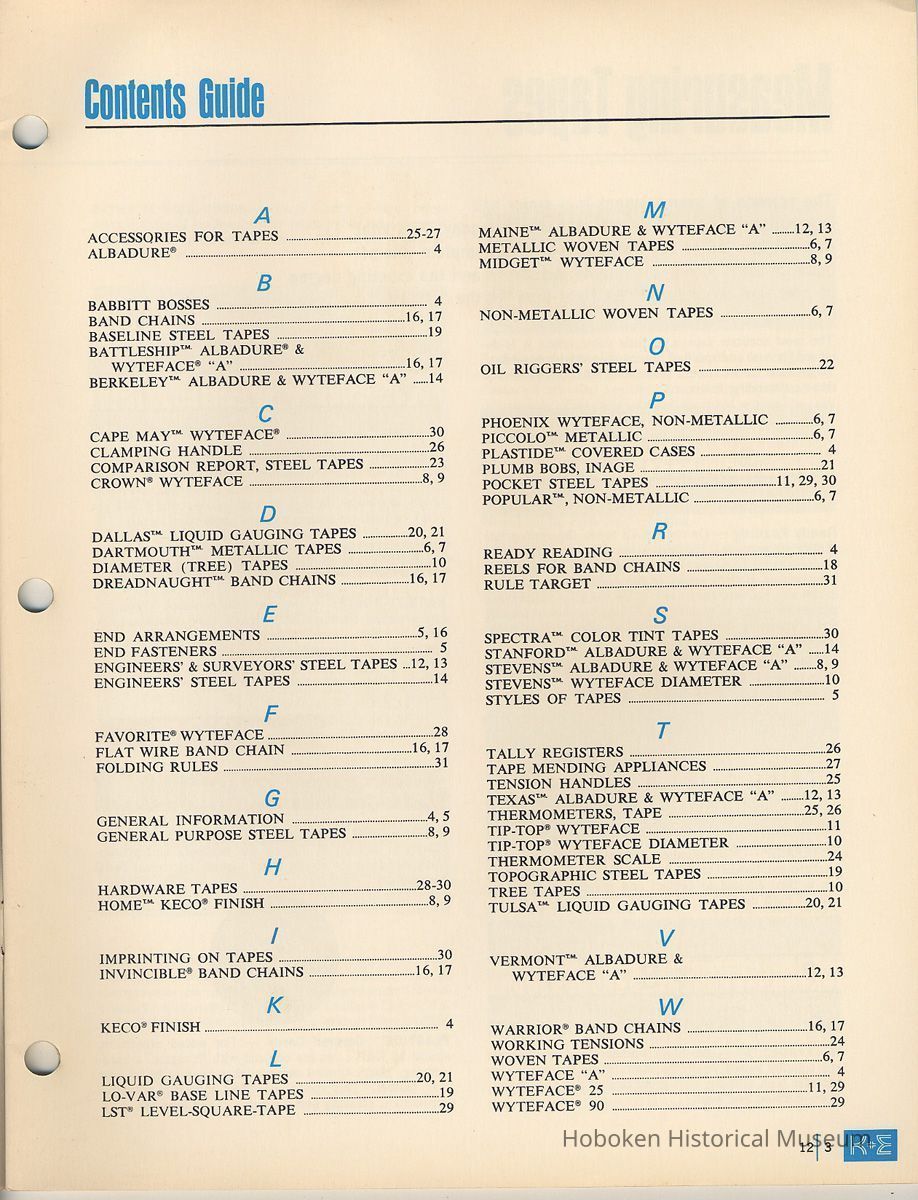 Contents Guide
A
ACCESSORIES FOR TAPES ........ 25-27
ALBADURE® ........ 4
B
BABBITT BOSSES ........ 4
BAND CHAINS ........ 16, 17
BASELINE STEEL TAPES ........ 19
BATTLESHIP™ ALBADURE® &
WYTEFACE® “A” ........ 16, 17
BERKELEY™ ALBADURE & WYTEFACE “A” ..... 14
C
CAPE MAY™ WYTEFACE® ........ 30
CLAMPING HANDLE ........ 26
COMPARISON REPORT, STEEL TAPES ........ 23
CROWN® WYTEFACE ........ 8, 9
D
DALLAS™ LIQUID GAUGING TAPES ........ 20, 21
DARTMOUTH™ METALLIC TAPES ........ 6, 7
DIAMETER (TREE) TAPES ........ 10
DREADNAUGHT™ BAND CHAINS ........ 16, 17
E
END ARRANGEMENTS ........ 5, 16
END FASTENERS ........ 5
ENGINEERS’ & SURVEYORS’ STEEL TAPES ... 12, 13
ENGINEERS’ STEEL TAPES ........ 14
F
FAVORITE® WYTEFACE ........ 28
FLAT WIRE BAND CHAIN ........ 16, 17
FOLDING RULES ........ 31
G
GENERAL INFORMATION ........ 4, 5
GENERAL PURPOSE STEEL TAPES ........ 8, 9
H
HARDWARE TAPES ........ 28-30
HOME™ KECO® FINISH ........ 8, 9
I
IMPRINTING ON TAPES ........ 30
INVINCIBLE® BAND CHAINS ........ 16, 17
K
KECO® FINISH ........ 4
L
LIQUID GAUGING TAPES ........ 20, 21
LO-VAR® BASE LINE TAPES ........ 19
LST® LEVEL-SQUARE-TAPE ........ 29
M
MAINE™ ALBADURE & WYTEFACE “A” ...... 12, 13
METALLIC WOVEN TAPES ........ 6, 7
MIDGET™ WYTEFACE ........ 8, 9
N
NON-METALLIC WOVEN TAPES ........ 6, 7
O
OIL RIGGERS’ STEEL TAPES ........ 22
P
PHOENIX WYTEFACE, NON-METALLIC ........ 6, 7
PICCOLO™ METALLIC ........ 6, 7
PLASTIDE™ COVERED CASES ........ 4
PLUMB BOBS, INAGE ........ 21
POCKET STEEL TAPES ........ 11, 29, 30
POPULAR™, NON-METALLIC ........ 6, 7
R
READY READING ........ 4
REELS FOR BAND CHAINS ........ 18
RULE TARGET ........ 31
S
SPECTRA™ COLOR TINT TAPES ........ 30
STANFORD™ ALBADURE & WYTEFACE “A” ..... 14
STEVENS™ ALBADURE & WYTEFACE “A” ....... 8, 9
STEVENS™ WYTEFACE DIAMETER ........ 10
STYLES OF TAPES ........ 5
T
TALLY REGISTERS ........ 26
TAPE MENDING APPLIANCES ........ 27
TENSION HANDLES ........ 25
TEXAS™ ALBADURE & WYTEFACE “A” ....... 12, 13
THERMOMETERS, TAPE ........ 25, 26
TIP-TOP® WYTEFACE ........ 11
TIP-TOP® WYTEFACE DIAMETER ........ 10
THERMOMETER SCALE ........ 24
TOPOGRAPHIC STEEL TAPES ........ 19
TREE TAPES ........ 10
TULSA™ LIQUID GAUGING TAPES ........ 20, 21
V
VERMONT™ ALBADURE &
WYTEFACE “A” ........ 12, 13
W
WARRIOR® BAND CHAINS ........ 16, 17
WORKING TENSIONS ........ 24
WOVEN TAPES ........ 6, 7
WYTEFACE “A” ........ 4
WYTEFACE® 25 ........ 11, 29
WYTEFACE® 90 ........ 29
Hoboken Historical Museum
12 3 K+E